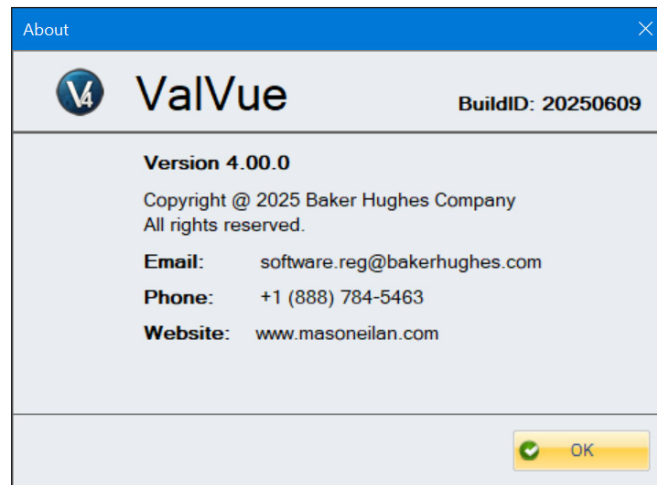 About
V4
ValVue
BuildID: 20250609
Version 4.00.0
Copyright @ 2025 Baker Hughes Company
All rights reserved.
Email: software.reg@bakerhughes.com
Phone: +1 (888) 784-5463
Website: www.masoneilan.com
OK